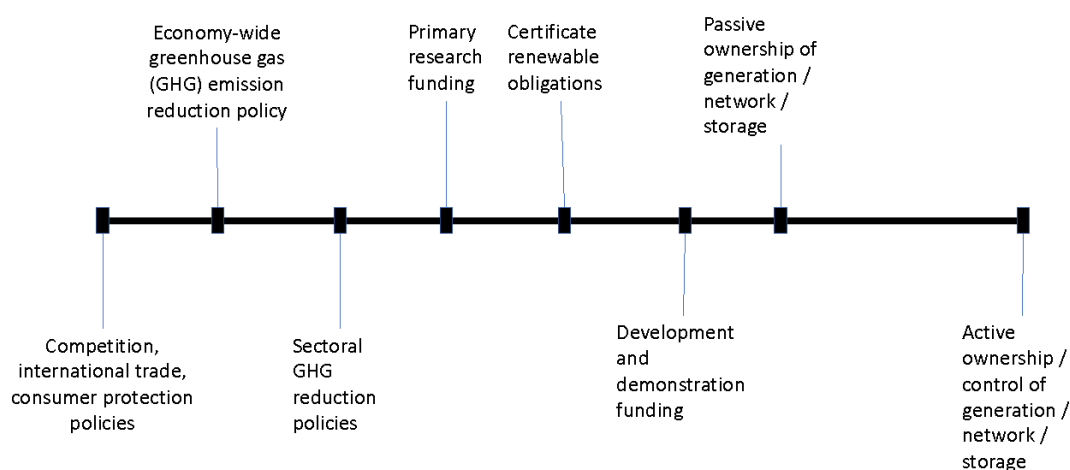 Economy-wide
greenhouse gas
(GHG) emission
reduction policy
Primary
research
funding
Certificate
renewable
obligations
Passive
ownership of
generation /
network /
storage
Competition,
international trade,
consumer protection
policies
Sectoral
GHG
reduction
policies
Development
and
demonstration
funding
Active
ownership /
control of
generation /
network /
storage